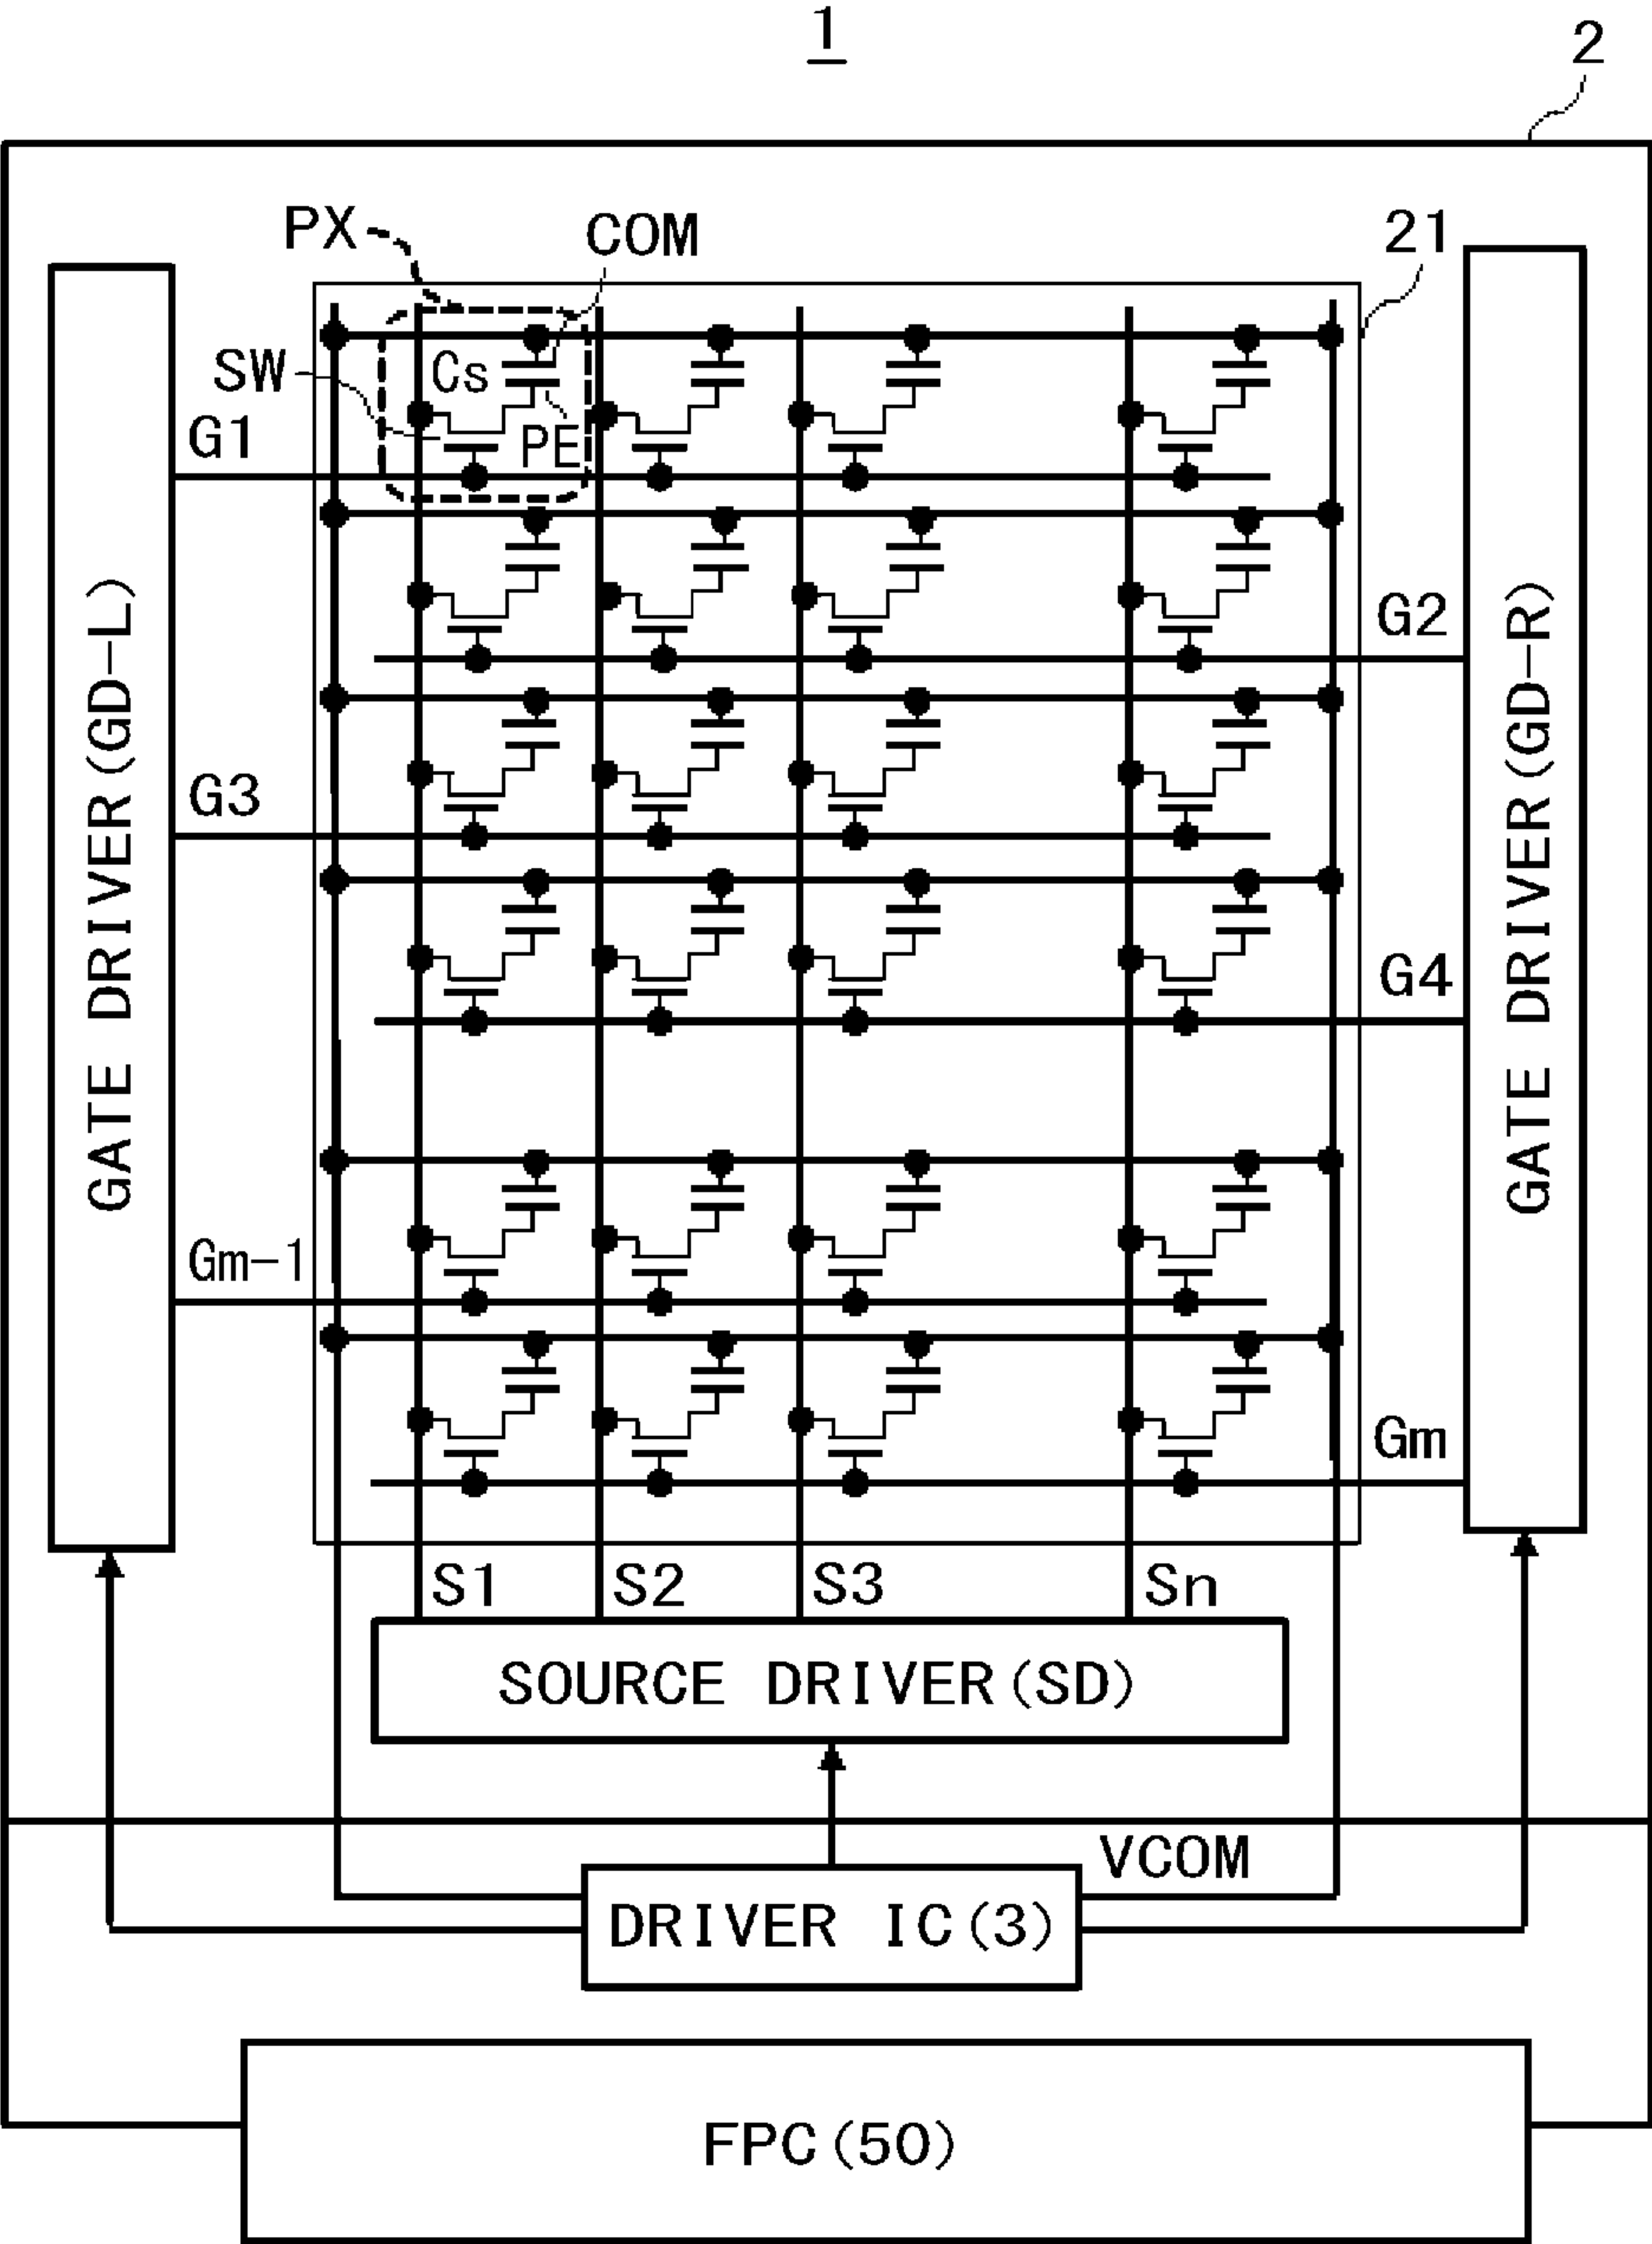 1
2
PX
COM
21
SW
Cs
G1
PE
G2
GATE DRIVER(GD-L)
GATE DRIVER(GD-R)
G3
G4
Gm-1
Gm
S1
S2
S3
Sn
SOURCE DRIVER(SD)
VCOM
DRIVER IC(3)
FPC(50)